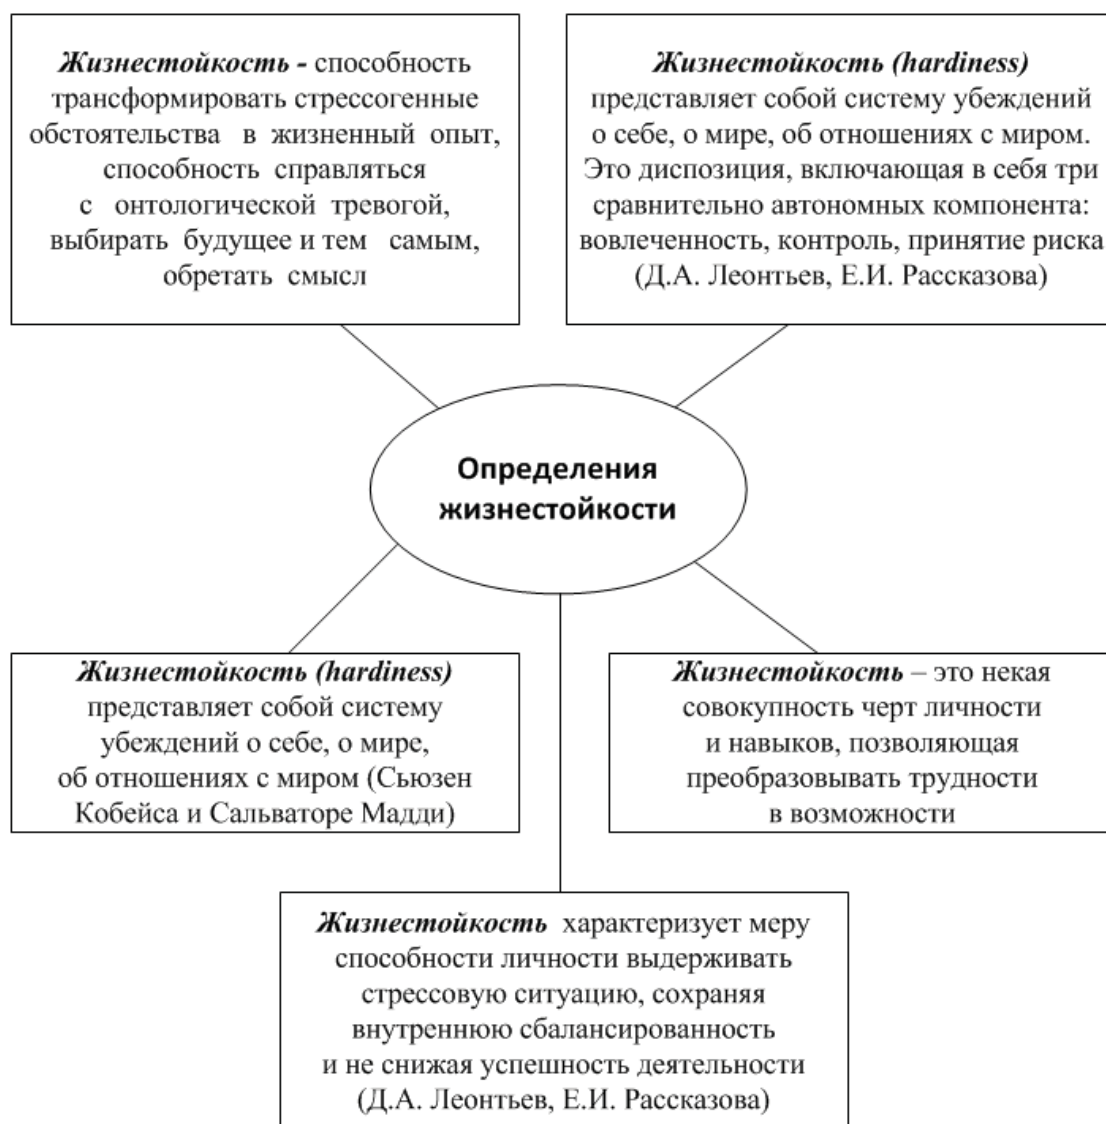 Жизнестойкость - способность
трансформировать стрессогенные
обстоятельства в жизненный опыт,
способность справляться
с онтологической тревогой,
выбирать будущее и тем самым,
обретать смысл
Жизнестойкость (hardiness)
представляет собой систему убеждений
о себе, о мире, об отношениях с миром.
Это диспозиция, включающая в себя три
сравнительно автономных компонента:
вовлеченность, контроль, принятие риска
(Д.А. Леонтьев, Е.И. Рассказова)
Определения
жизнестойкости
Жизнестойкость (hardiness)
представляет собой систему
убеждений о себе, о мире,
об отношениях с миром (Сьюзен
Кобейса и Сальваторе Мадди)
Жизнестойкость – это некая
совокупность черт личности
и навыков, позволяющая
преобразовывать трудности
в возможности
Жизнестойкость характеризует меру
способности личности выдерживать
стрессовую ситуацию, сохраняя
внутреннюю сбалансированность
и не снижая успешность деятельности
(Д.А. Леонтьев, Е.И. Рассказова)